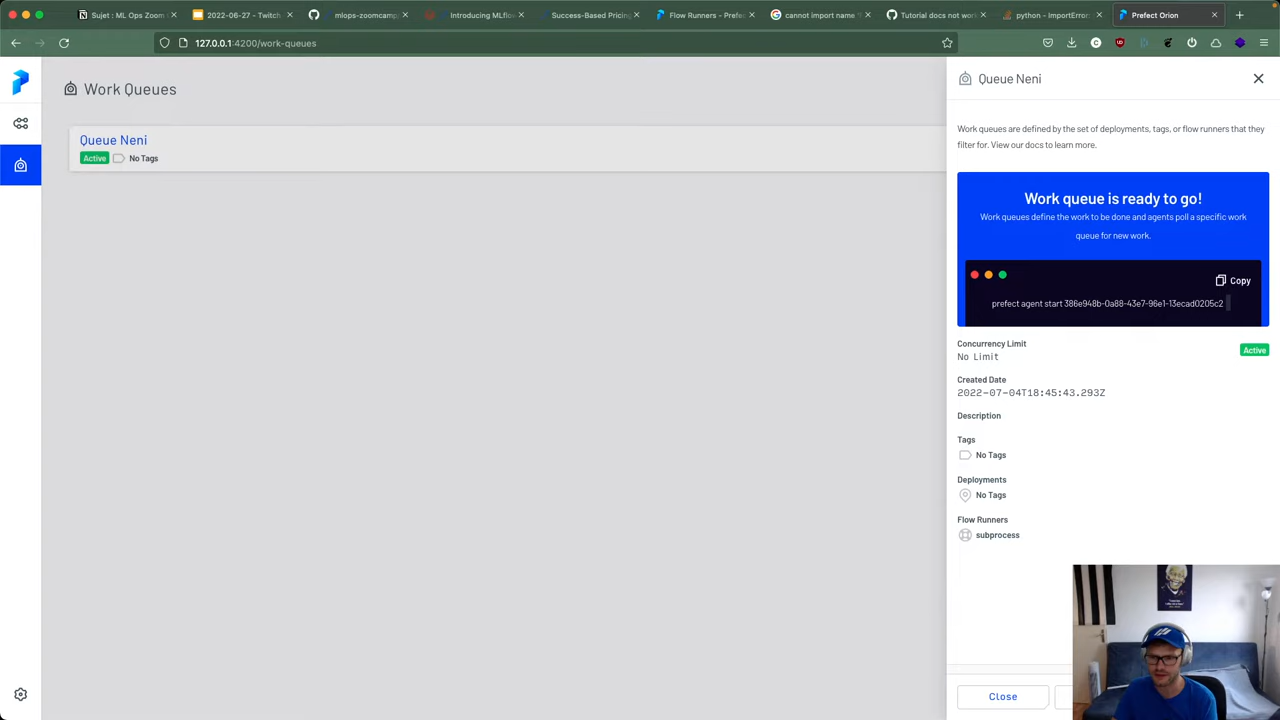 Sujet : ML Ops Zoom
2022-06-27 - Twitch
mlops-zoomcamp
Introducing MLflow
Success-Based Pricing
Flow Runners - Prefe
cannot import name
Tutorial docs not wo
python - ImportError:
Prefect Orion
127.0.0.1:4200/work-queues
Work Queues
Queue Neni
Active
No Tags
Queue Neni
Work queues are defined by the set of deployments, tags, or flow runners that they
filter for. View our docs to learn more.
Work queue is ready to go!
Work queues define the work to be done and agents poll a specific work
queue for new work.
Copy
prefect agent start 386e948b-0a88-43e7-96e1-13ecad0205c2
Concurrency Limit
Active
No Limit
Created Date
2022-07-04T18:45:43.293Z
Description
Tags
No Tags
Deployments
No Tags
Flow Runners
subprocess
Close